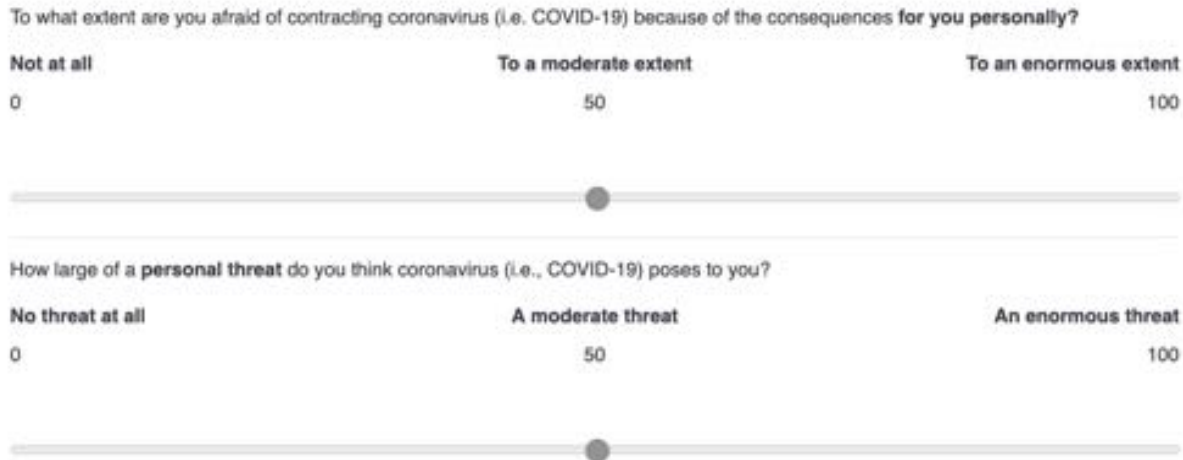 To what extent are you afraid of contracting coronavirus (i.e. COVID-19) because of the consequences for you personally?
Not at all To a moderate extent To an enormous extent
0 50 100
How large of a personal threat do you think coronavirus (i.e., COVID-19) poses to you?
No threat at all A moderate threat An enormous threat
0 50 100